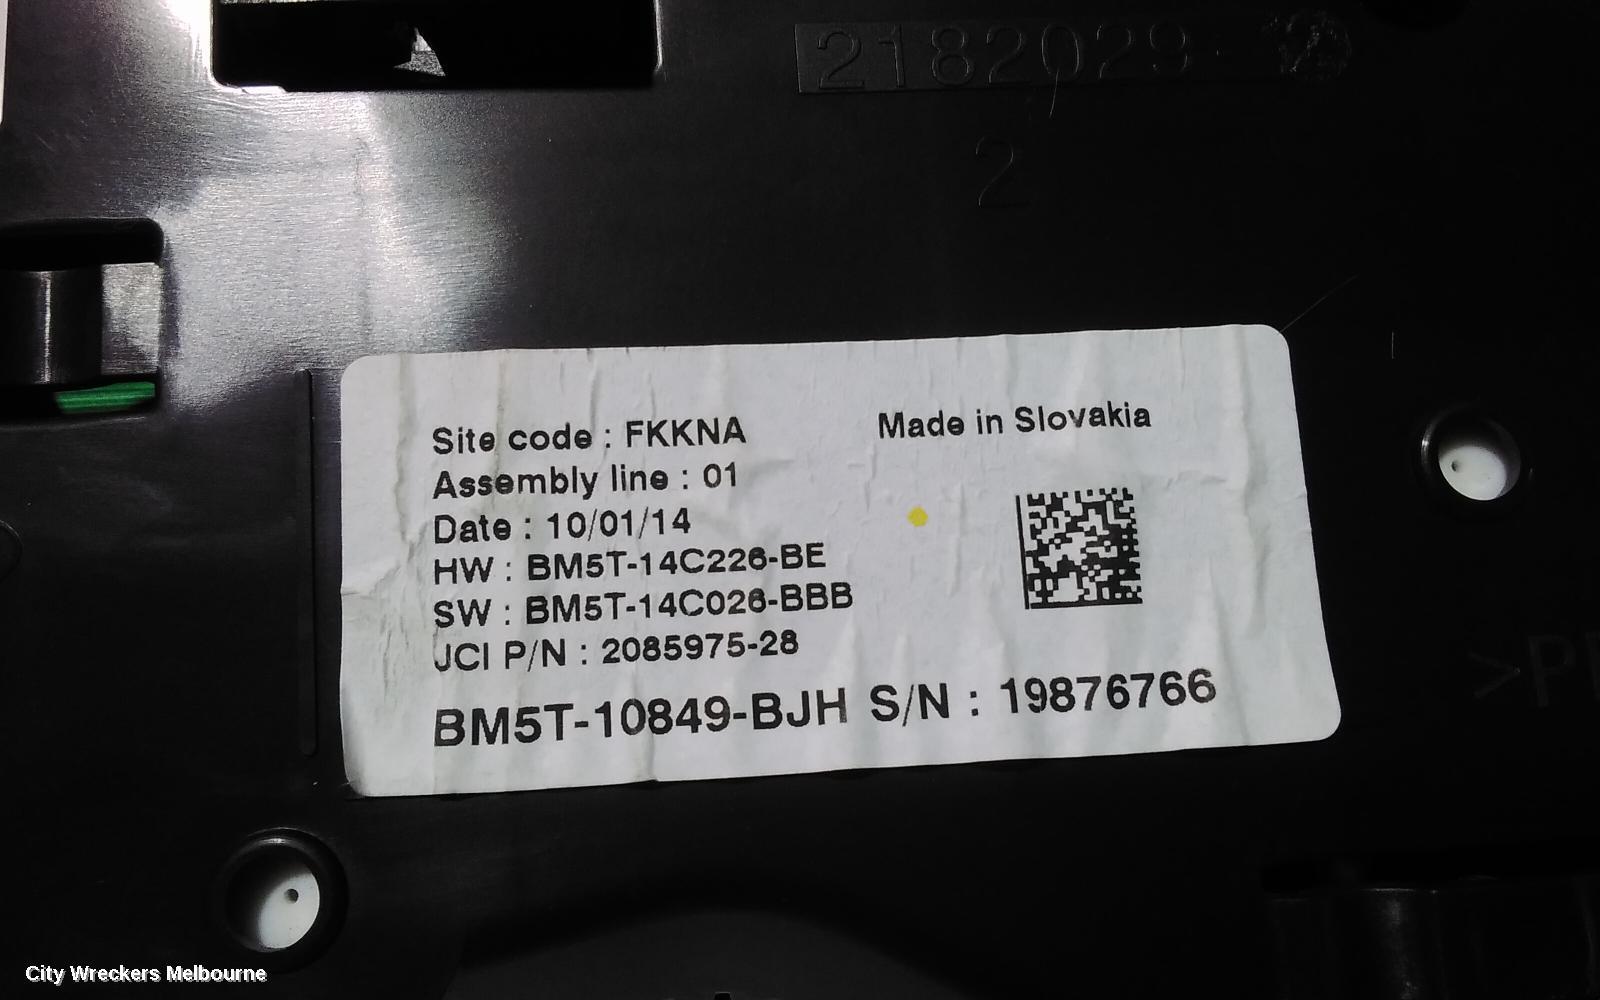 2182029-
2
Site code : FKKNA
Made in Slovakia
Assembly line : 01
Date : 10/01/14
HW : BM5T-14C226-BE
SW : BM5T-14C026-BBB
JCI P/N : 2085975-28
BM5T-10849-BJH S/N : 19876766
>P
City Wreckers Melbourne